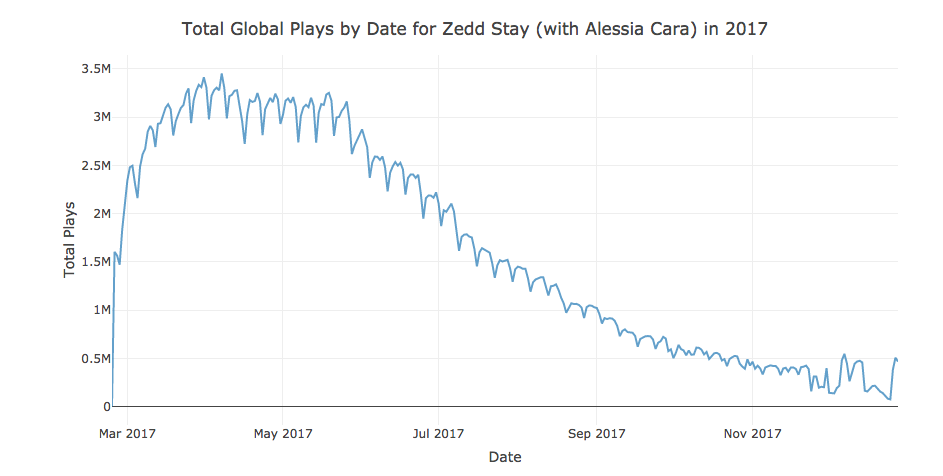 Total Global Plays by Date for Zedd Stay (with Alessia Cara) in 2017
3.5M
3M
2.5M
2M
1.5M
1M
0.5M
0
Total Plays
Mar 2017
May 2017
Jul 2017
Sep 2017
Nov 2017
Date